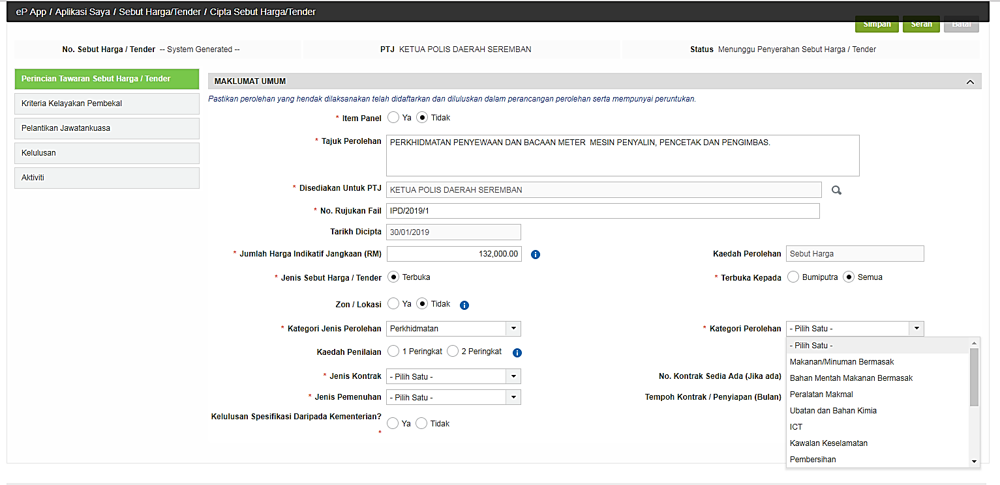 eP App / Aplikasi Saya / Sebut Harga/Tender / Cipta Sebut Harga/Tender
Simpan Serah Batal
No. Sebut Harga / Tender -- System Generated -- PTJ KETUA POLIS DAERAH SEREMBAN Status Menunggu Penyerahan Sebut Harga / Tender
Perincian Tawaran Sebut Harga / Tender
Kriteria Kelayakan Pembekal
Pelantikan Jawatankuasa
Kelulusan
Aktiviti
MAKLUMAT UMUM
Pastikan perolehan yang hendak dilaksanakan telah didaftarkan dan diluluskan dalam perancangan perolehan serta mempunyai peruntukan.
* Item Panel Ya Tidak
* Tajuk Perolehan PERKHIDMATAN PENYEWAAN DAN BACAAN METER MESIN PENYALIN, PENCETAK DAN PENGIMBAS.
* Disediakan Untuk PTJ KETUA POLIS DAERAH SEREMBAN
* No. Rujukan Fail IPD/2019/1
Tarikh Dicipta 30/01/2019
* Jumlah Harga Indikatif Jangkaan (RM) 132,000.00 Kaedah Perolehan Sebut Harga
* Jenis Sebut Harga / Tender Terbuka * Terbuka Kepada Bumiputra Semua
Zon / Lokasi Ya Tidak
* Kategori Jenis Perolehan Perkhidmatan * Kategori Perolehan - Pilih Satu -
Kaedah Penilaian 1 Peringkat 2 Peringkat
* Jenis Kontrak - Pilih Satu - No. Kontrak Sedia Ada (Jika ada)
* Jenis Pemenuhan - Pilih Satu - Tempoh Kontrak / Penyiapan (Bulan)
Kelulusan Spesifikasi Daripada Kementerian? Ya Tidak
*
- Pilih Satu -
Makanan/Minuman Bermasak
Bahan Mentah Makanan Bermasak
Peralatan Makmal
Ubatan dan Bahan Kimia
ICT
Kawalan Keselamatan
Pembersihan